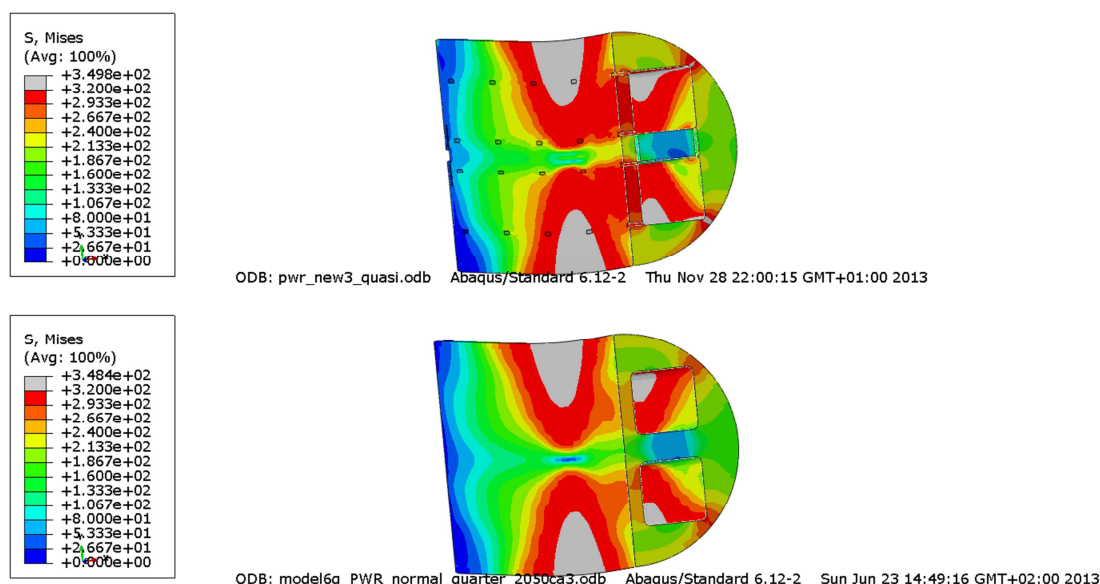 S, Mises
(Avg: 100%)
+3.498e+02
+3.200e+02
+2.933e+02
+2.667e+02
+2.400e+02
+2.133e+02
+1.867e+02
+1.600e+02
+1.333e+02
+1.067e+02
+8.000e+01
+5.333e+01
+2.667e+01
+0.000e+00
ODB: pwr_new3_quasi.odb Abaqus/Standard 6.12-2 Thu Nov 28 22:00:15 GMT+01:00 2013
S, Mises
(Avg: 100%)
+3.484e+02
+3.200e+02
+2.933e+02
+2.667e+02
+2.400e+02
+2.133e+02
+1.867e+02
+1.600e+02
+1.333e+02
+1.067e+02
+8.000e+01
+5.333e+01
+2.667e+01
+0.000e+00
ODB: model6q_PWR_normal_quarter_2050ca3.odb Abaqus/Standard 6.12-2 Sun Jun 23 14:49:16 GMT+02:00 2013